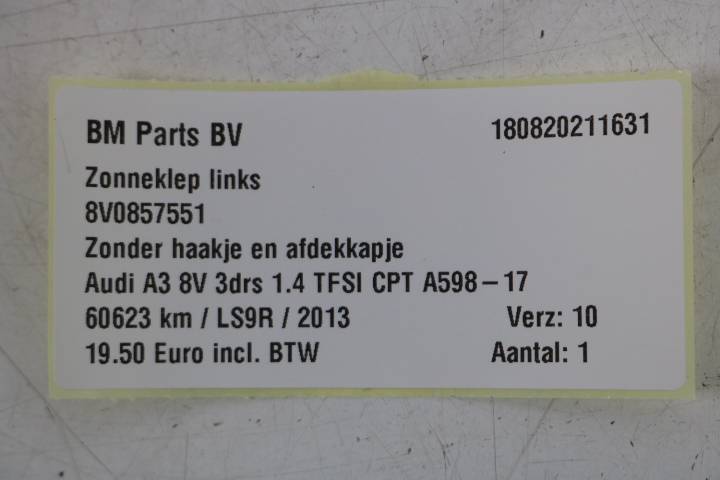 BM Parts BV 180820211631
Zonneklep links
8V0857551
Zonder haakje en afdekkapje
Audi A3 8V 3drs 1.4 TFSI CPT A598-17
60623 km / LS9R / 2013 Verz: 10
19.50 Euro incl. BTW Aantal: 1